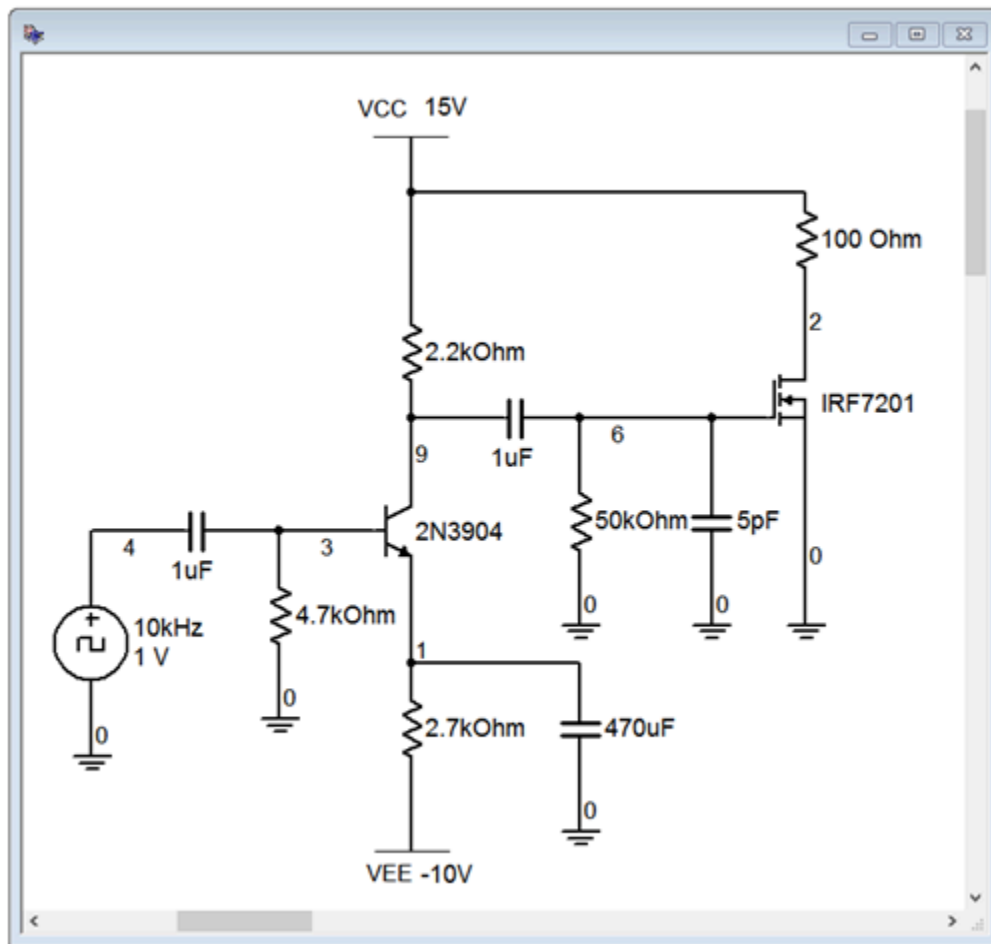 VCC 15V
100 Ohm
2
2.2kOhm
IRF7201
9
1uF
6
4
1uF
3
2N3904
50kOhm
5pF
0
4.7kOhm
10kHz
1 V
0
0
1
0
0
2.7kOhm
470uF
0
VEE -10V